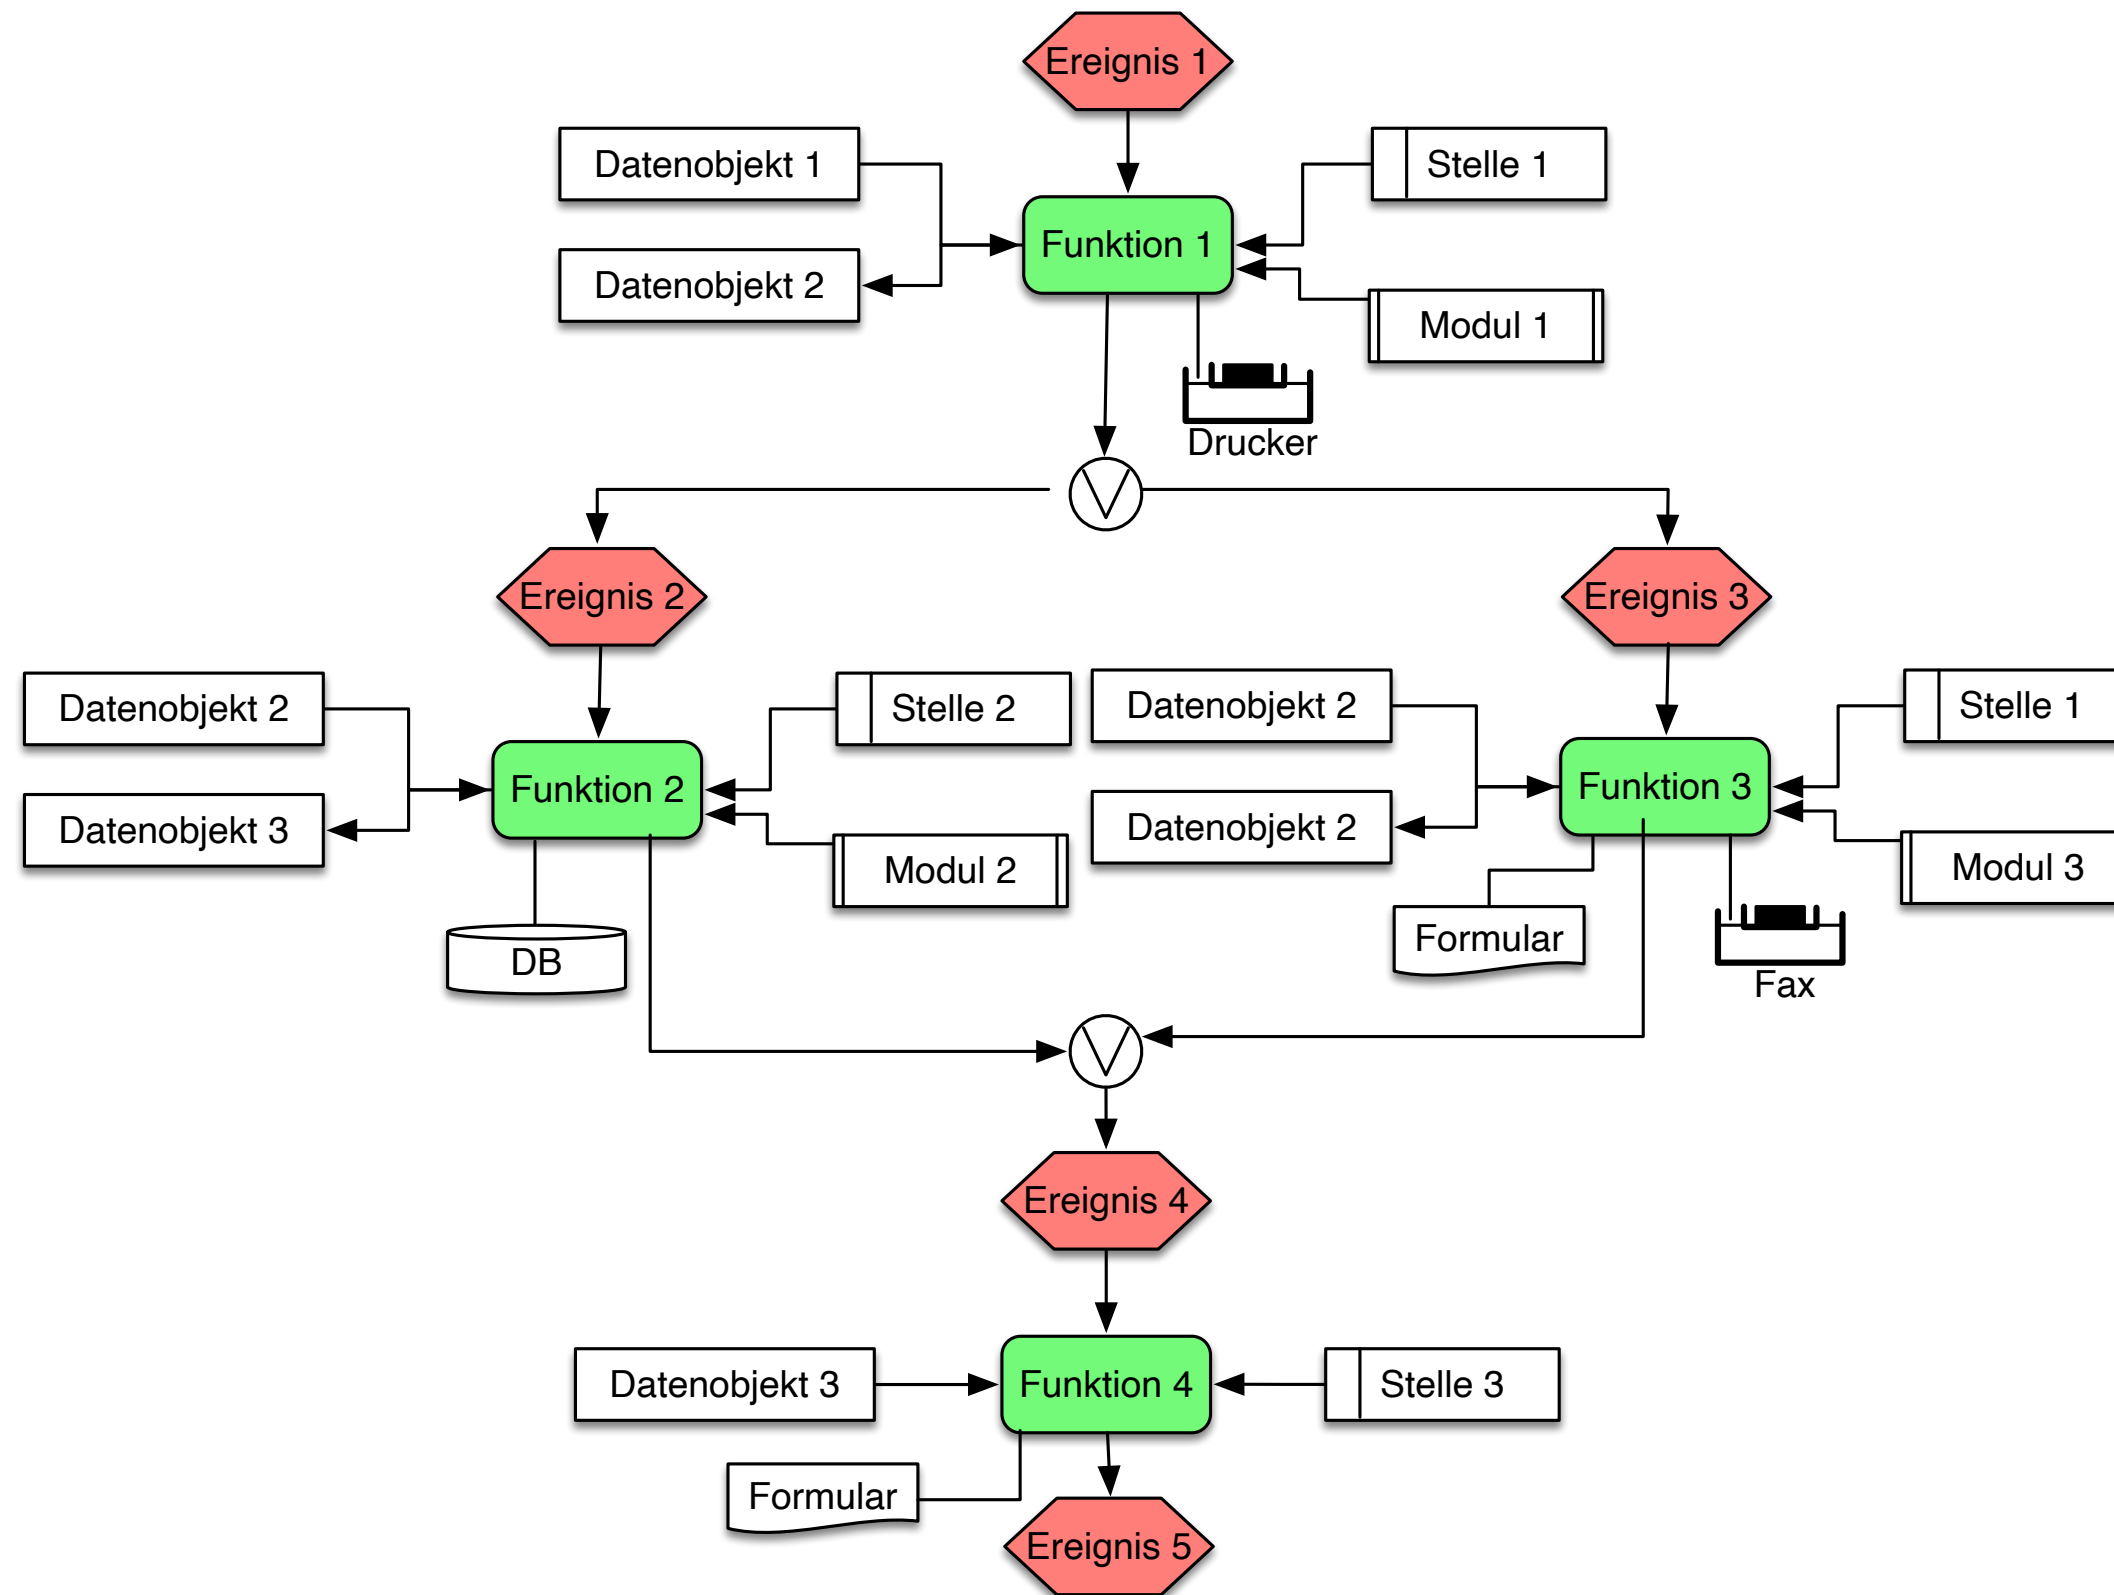 Ereignis 1
Datenobjekt 1
Stelle 1
Funktion 1
Datenobjekt 2
Modul 1
Drucker
V
Ereignis 2
Ereignis 3
Datenobjekt 2
Stelle 2
Datenobjekt 2
Stelle 1
Funktion 2
Funktion 3
Datenobjekt 3
Modul 2
Datenobjekt 2
Modul 3
DB
Formular
Fax
V
Ereignis 4
Datenobjekt 3
Funktion 4
Stelle 3
Formular
Ereignis 5